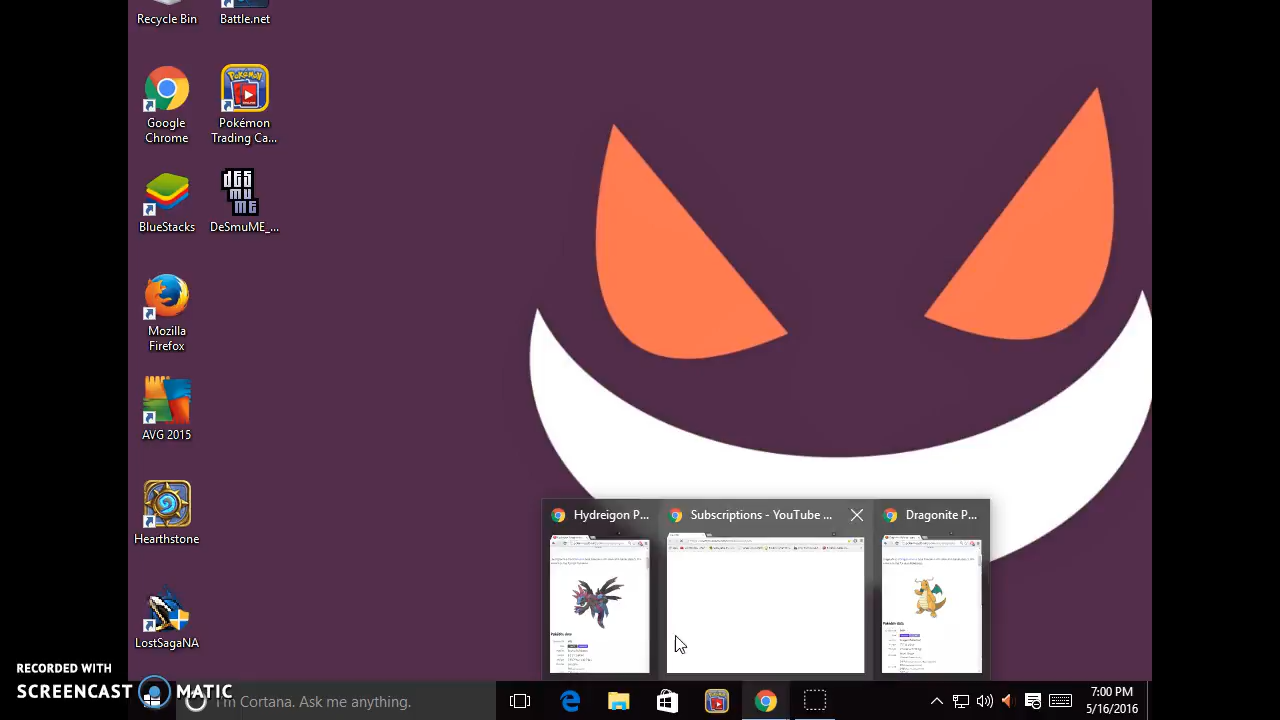 Recycle Bin
Battle.net
Google
Chrome
Pokémon
Trading Ca...
BlueStacks
DeSmuME_...
Mozilla
Firefox
AVG 2015
Hearthstone
LostSagaNA
Hydreigon P...
Subscriptions - YouTube ...
Dragonite P...
RECORDED WITH
SCREENCAST MATIC
I'm Cortana. Ask me anything.
7:00 PM
5/16/2016